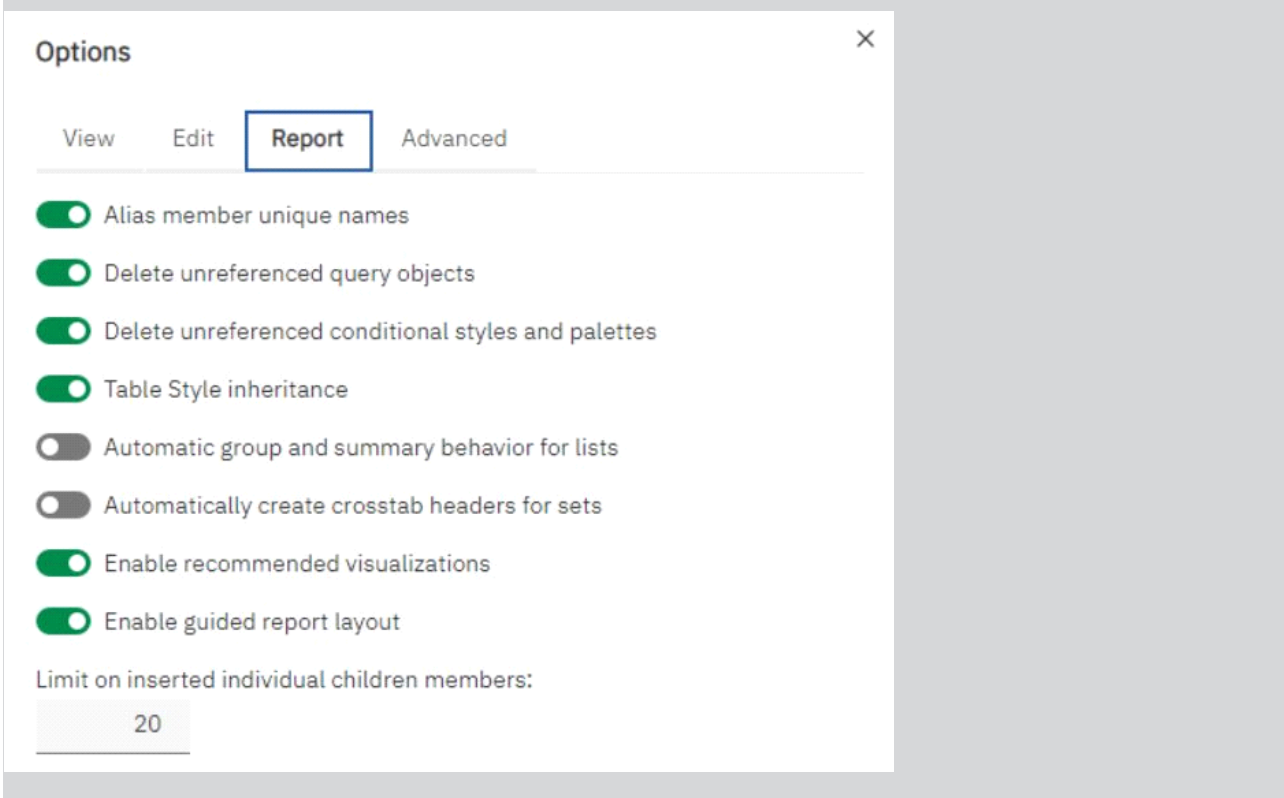 Options
View Edit Report Advanced
Alias member unique names
Delete unreferenced query objects
Delete unreferenced conditional styles and palettes
Table Style inheritance
Automatic group and summary behavior for lists
Automatically create crosstab headers for sets
Enable recommended visualizations
Enable guided report layout
Limit on inserted individual children members:
20